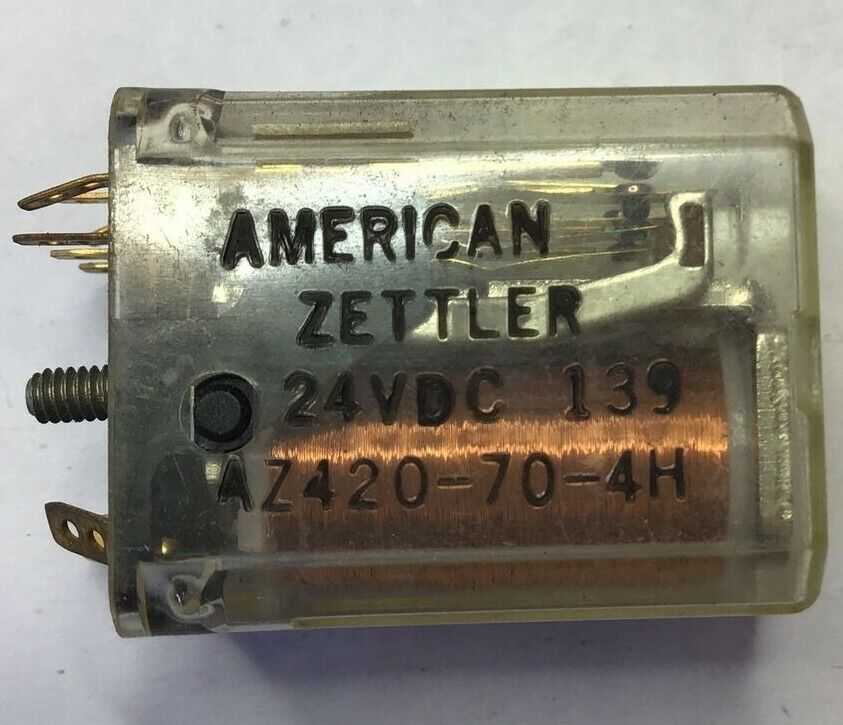 AMERICAN
ZETTLER
24VDC 139
AZ420-70-4H